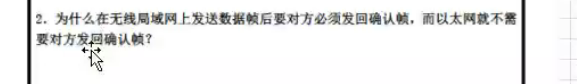 2. 为什么在无线局域网上发送数据帧后要对方必须发回确认帧，而以太网就不需
要对方发回确认帧？